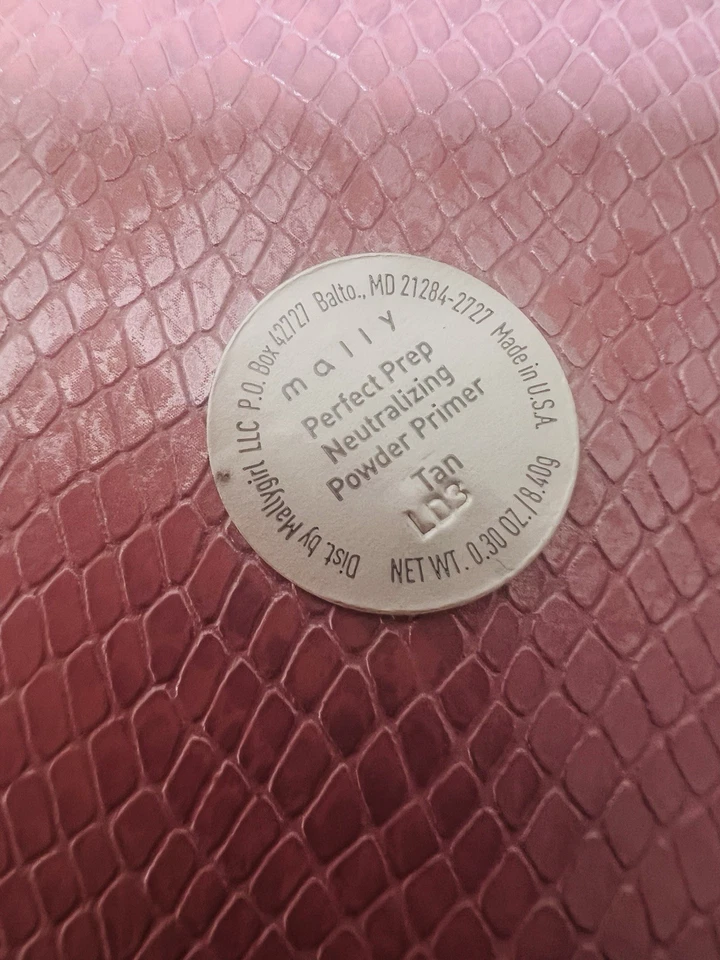 mally
Perfect Prep
Neutralizing
Powder Primer
Tan
Dist. by Mallygirl LLC P.O. Box 42727 Balto., MD 21284-2727 Made in U.S.A.
NET WT. 0.30 OZ./8.40g